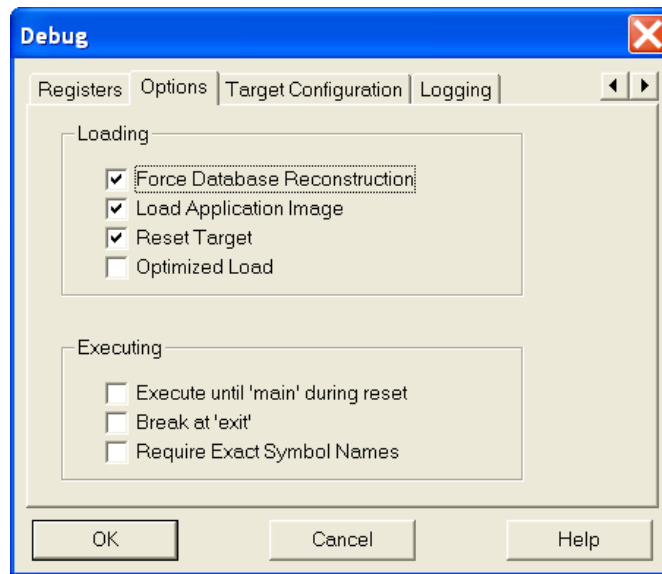 Debug
Registers Options Target Configuration Logging
Loading
Force Database Reconstruction
Load Application Image
Reset Target
Optimized Load
Executing
Execute until 'main' during reset
Break at 'exit'
Require Exact Symbol Names
OK Cancel Help